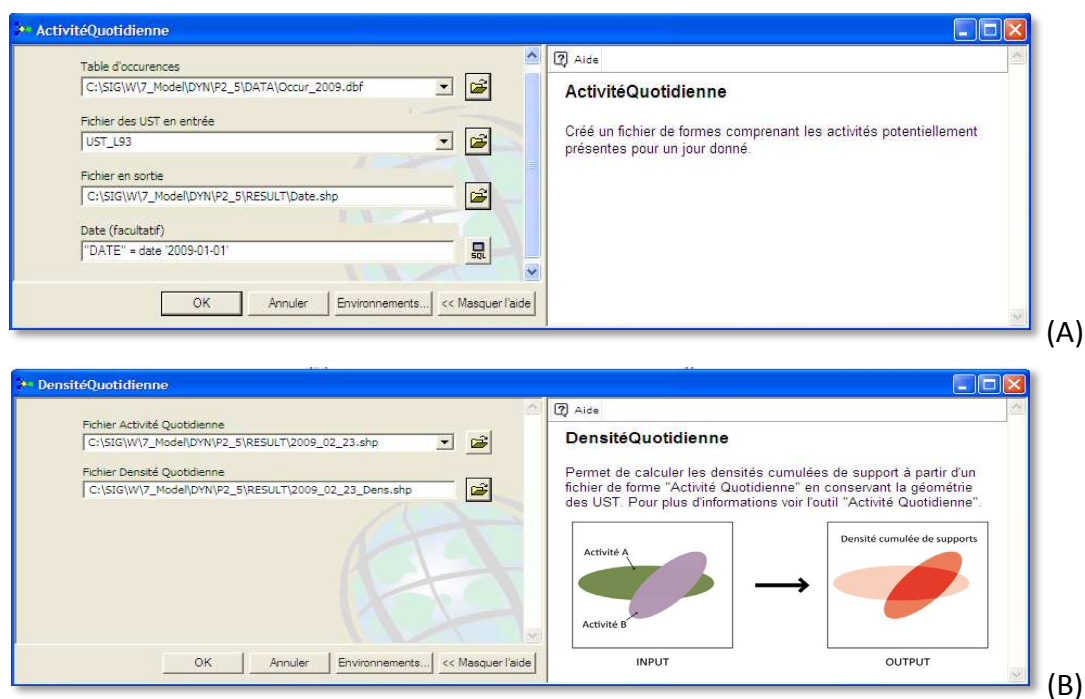 ActivitéQuotidienne
Table d'occurences
C:\SIG\W\7_Model\DYN\P2_5\DATA\Occur_2009.dbf
Fichier des UST en entrée
UST_L93
Fichier en sortie
C:\SIG\W\7_Model\DYN\P2_5\RESULT\Date.shp
Date (facultatif)
"DATE" = date '2009-01-01'
SQL
OK
Annuler
Environnements...
<< Masquer l'aide
Aide
ActivitéQuotidienne
Créé un fichier de formes comprenant les activités potentiellement
présentes pour un jour donné.
(A)
DensitéQuotidienne
Fichier Activité Quotidienne
C:\SIG\W\7_Model\DYN\P2_5\RESULT\2009_02_23.shp
Fichier Densité Quotidienne
C:\SIG\W\7_Model\DYN\P2_5\RESULT\2009_02_23_Dens.shp
OK
Annuler
Environnements...
<< Masquer l'aide
Aide
DensitéQuotidienne
Permet de calculer les densités cumulées de support à partir d'un
fichier de forme "Activité Quotidienne" en conservant la géométrie
des UST. Pour plus d'informations voir l'outil "Activité Quotidienne".
Activité A
Activité B
INPUT
Densité cumulée de supports
OUTPUT
(B)